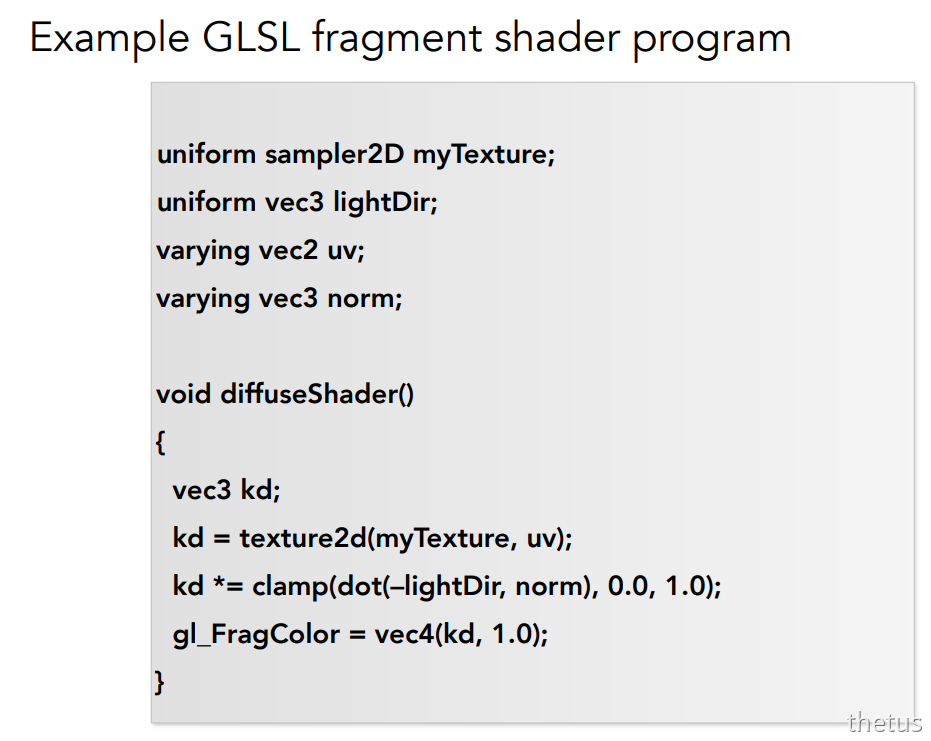 Example GLSL fragment shader program
uniform sampler2D myTexture;
uniform vec3 lightDir;
varying vec2 uv;
varying vec3 norm;
void diffuseShader()
{
vec3 kd;
kd = texture2d(myTexture, uv);
kd *= clamp(dot(–lightDir, norm), 0.0, 1.0);
gl_FragColor = vec4(kd, 1.0);
}
thetus